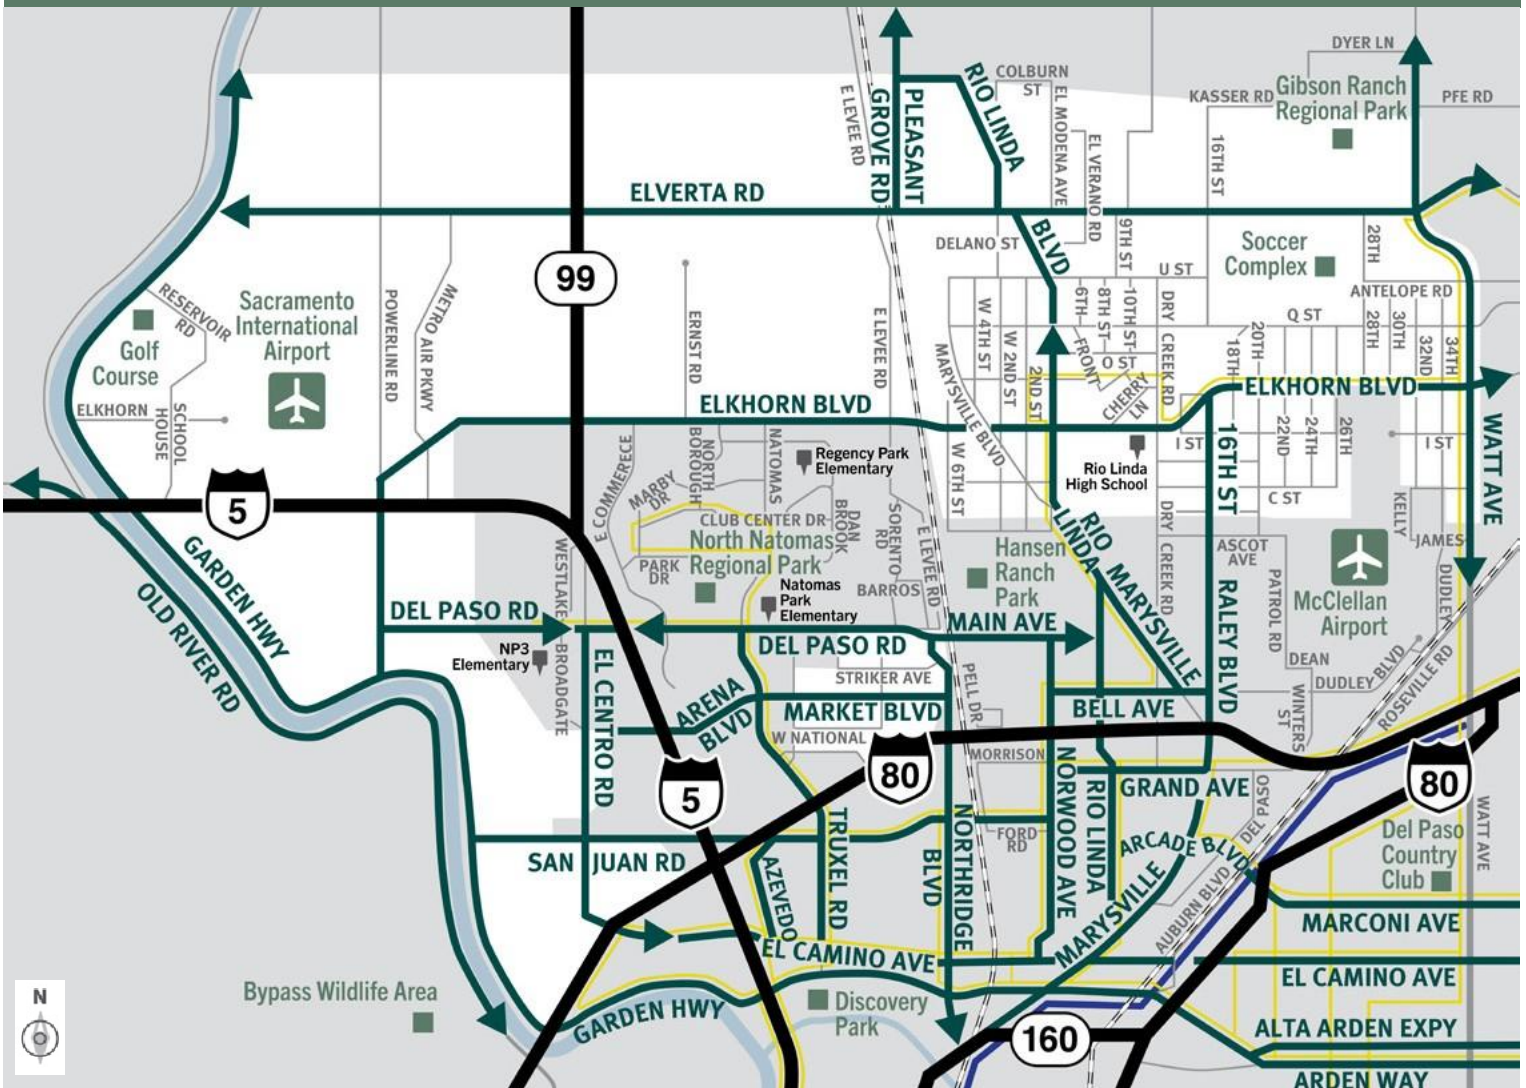 DYER LN
COLBURN
ST
RIO LINDA
Gibson Ranch
Regional Park
KASSER RD
PFE RD
E LEVEE RD
GROVE RD
PLEASANT
EL MODENA AVE
EL VERANO RD
16TH ST
ELVERTA RD
BLVD
9TH ST
28TH
DELANO ST
Soccer
Complex
U ST
99
RESERVOIR
RD
Sacramento
International
Airport
POWERLINE RD
METRO AIR PKWY
ERNST RD
E LEVEE RD
W 4TH ST
W 2ND ST
2ND ST
6TH
8TH ST
10TH ST
DRY CREEK RD
ANTELOPE RD
Q ST
28TH
30TH
32ND
34TH
18TH
20TH
FRONT
O ST
CHERRY
LN
Golf
Course
MARYSVILLE BLVD
ELKHORN
SCHOOL
HOUSE
ELKHORN BLVD
ELKHORN BLVD
WATT AVE
E COMMERECE
NORTH
BOROUGH
NATOMAS
Regency Park
Elementary
W 6TH ST
Rio Linda
High School
I ST
16TH ST
22ND
24TH
26TH
I ST
C ST
KELLY
JAMES
5
MARBY
DR
CLUB CENTER DR
DAN
BROOK
SORENTO
RD
E LEVEE RD
RIO
LINDA
MARYSVILLE
DRY CREEK RD
ASCOT
AVE
PATROL RD
DUDLEY
GARDEN HWY
OLD RIVER RD
WESTLAKE
BROADGATE
North Natomas
Regional Park
PARK
DR
Natomas
Park
Elementary
BARROS
Hansen
Ranch
Park
McClellan
Airport
DEL PASO RD
DEL PASO RD
MAIN AVE
RALEY BLVD
NP3
Elementary
EL CENTRO RD
STRIKER AVE
PELL DR
DEAN
DUDLEY BLVD
ROSEVILLE RD
WINTERS
ST
ARENA
BLVD
MARKET BLVD
BELL AVE
W NATIONAL
MORRISON
5
80
80
NORWOOD AVE
RIO LINDA
GRAND AVE
DEL PASO
WATT AVE
TRUXEL RD
NORTHRIDGE
BLVD
FORD
RD
ARCADE BLVD
Del Paso
Country
Club
SAN JUAN RD
AZEVEDO
MARYSVILLE
AUBURN BLVD
MARCONI AVE
EL CAMINO AVE
EL CAMINO AVE
Bypass Wildlife Area
GARDEN HWY
Discovery
Park
160
ALTA ARDEN EXPY
ARDEN WAY
N